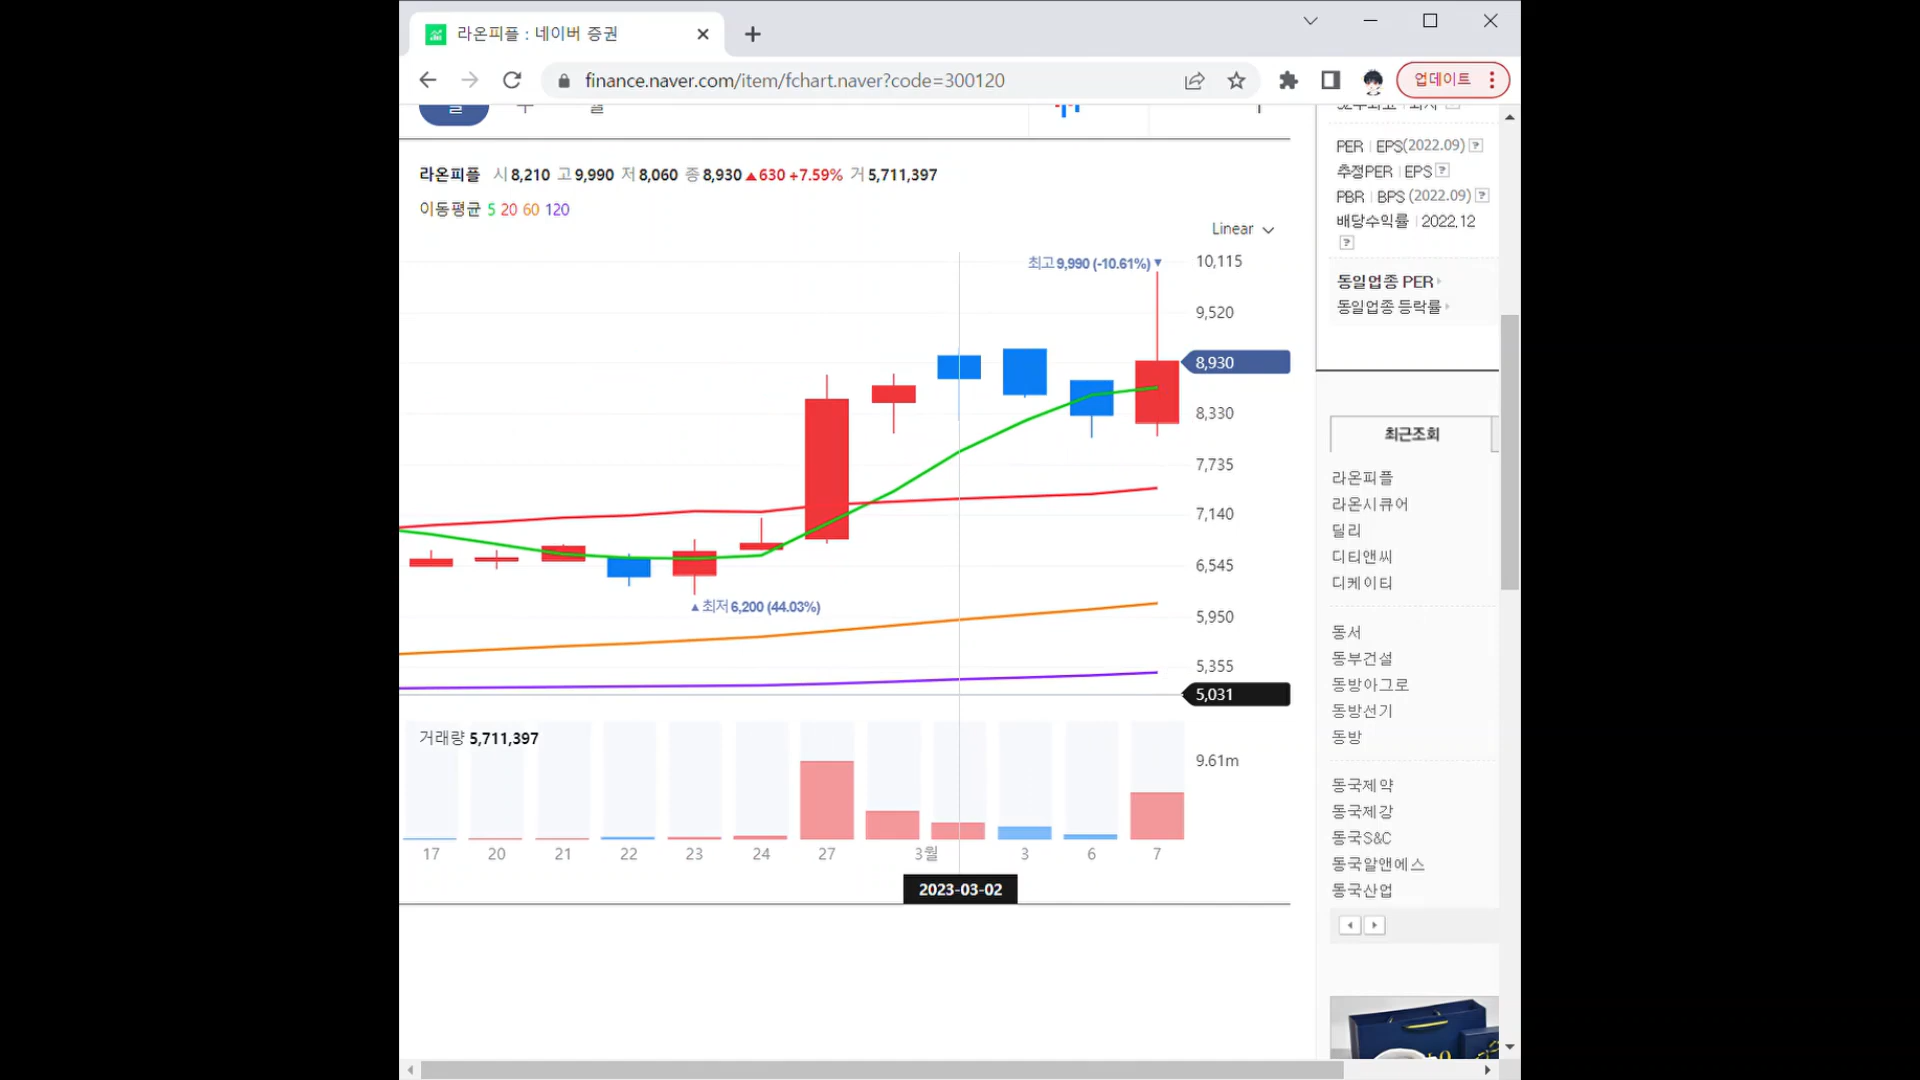 라온피플 : 네이버 증권
finance.naver.com/item/fchart.naver?code=300120
업데이트
라온피플 시 8,210 고 9,990 저 8,060 종 8,930 ▲630 +7.59% 거 5,711,397
이동평균 5 20 60 120
Linear
최고 9,990 (-10.61%) ▼
10,115
9,520
8,930
8,330
7,735
7,140
6,545
▲ 최저 6,200 (44.03%)
5,950
5,355
5,031
거래량 5,711,397
9.61m
17 20 21 22 23 24 27 3월 3 6 7
2023-03-02
PER | EPS(2022.09) ?
추정PER | EPS ?
PBR | BPS (2022.09) ?
배당수익률 | 2022.12
?
동일업종 PER
동일업종 등락률
최근조회
라온피플
라온시큐어
딜리
디티앤씨
디케이티
동서
동부건설
동방아그로
동방선기
동방
동국제약
동국제강
동국S&C
동국알앤에스
동국산업